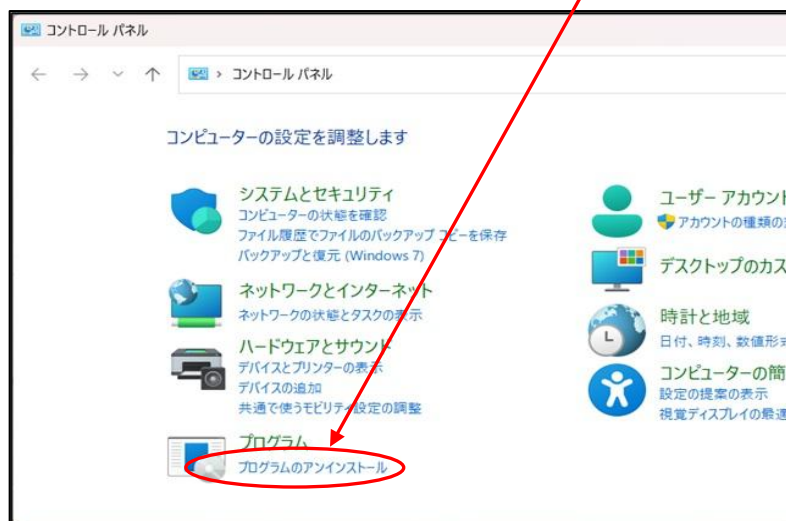 コントロール パネル
コントロール パネル
コンピューターの設定を調整します
システムとセキュリティ
コンピューターの状態を確認
ファイル履歴でファイルのバックアップ コピーを保存
バックアップと復元 (Windows 7)
ネットワークとインターネット
ネットワークの状態とタスクの表示
ハードウェアとサウンド
デバイスとプリンターの表示
デバイスの追加
共通で使うモビリティ設定の調整
プログラム
プログラムのアンインストール
ユーザー アカウント
アカウントの種類の
デスクトップのカス
時計と地域
日付、時刻、数値形式
コンピューターの簡
設定の提案の表示
視覚ディスプレイの最適